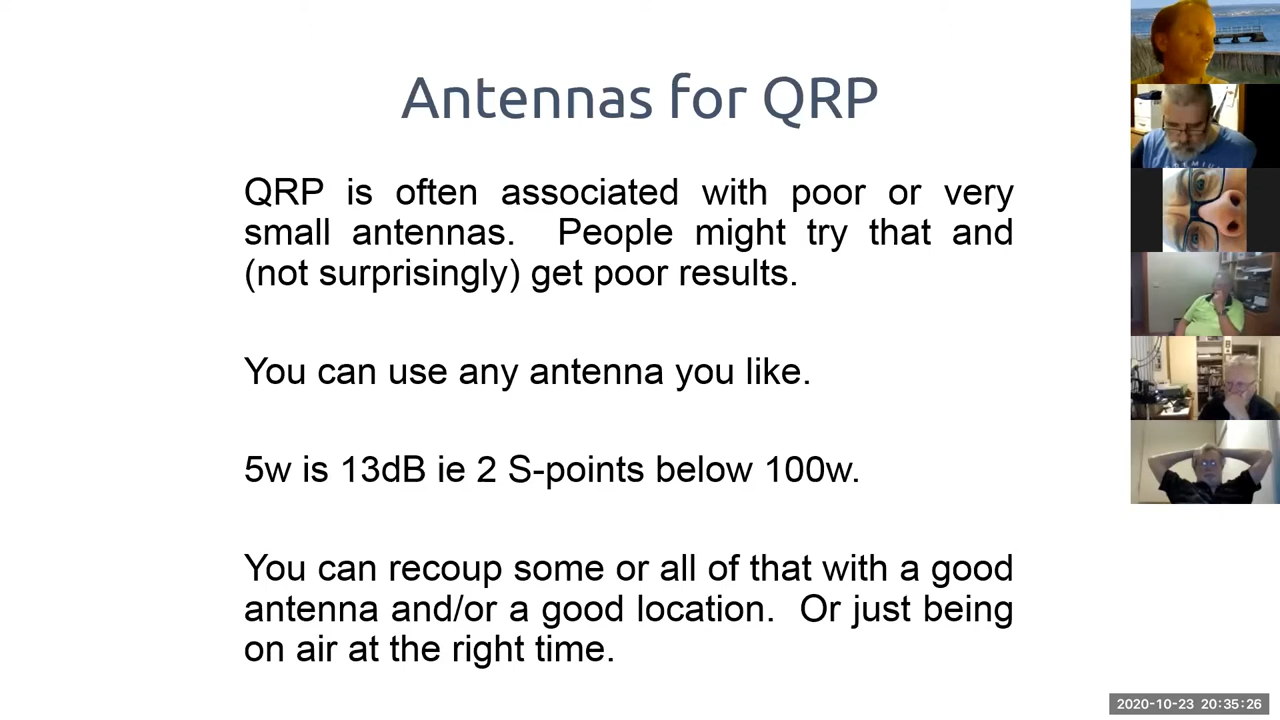 Antennas for QRP
QRP is often associated with poor or very
small antennas. People might try that and
(not surprisingly) get poor results.
You can use any antenna you like.
5w is 13dB ie 2 S-points below 100w.
You can recoup some or all of that with a good
antenna and/or a good location. Or just being
on air at the right time.
2020-10-23 20:35:26